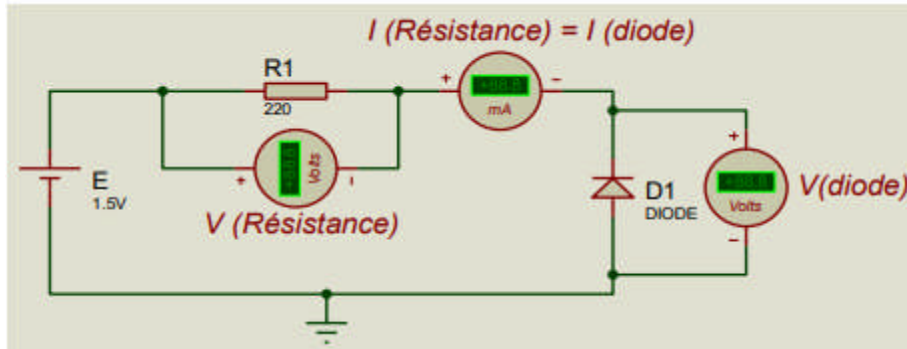 I (Résistance) = I (diode)
R1
220
+
-
mA
+
Volts
-
V (Résistance)
E
1.5V
D1
DIODE
+
Volts
-
V(diode)